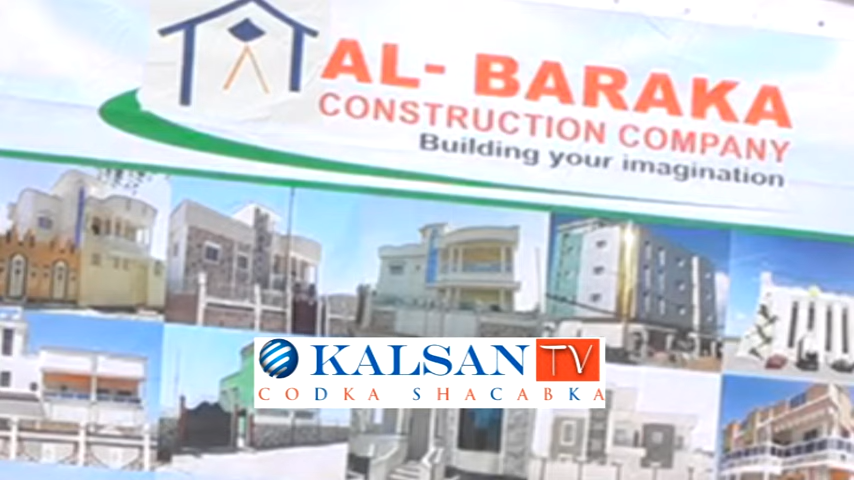 AL- BARAKA
CONSTRUCTION COMPANY
Building your imagination
KALSAN TV
CODKA SHACABKA